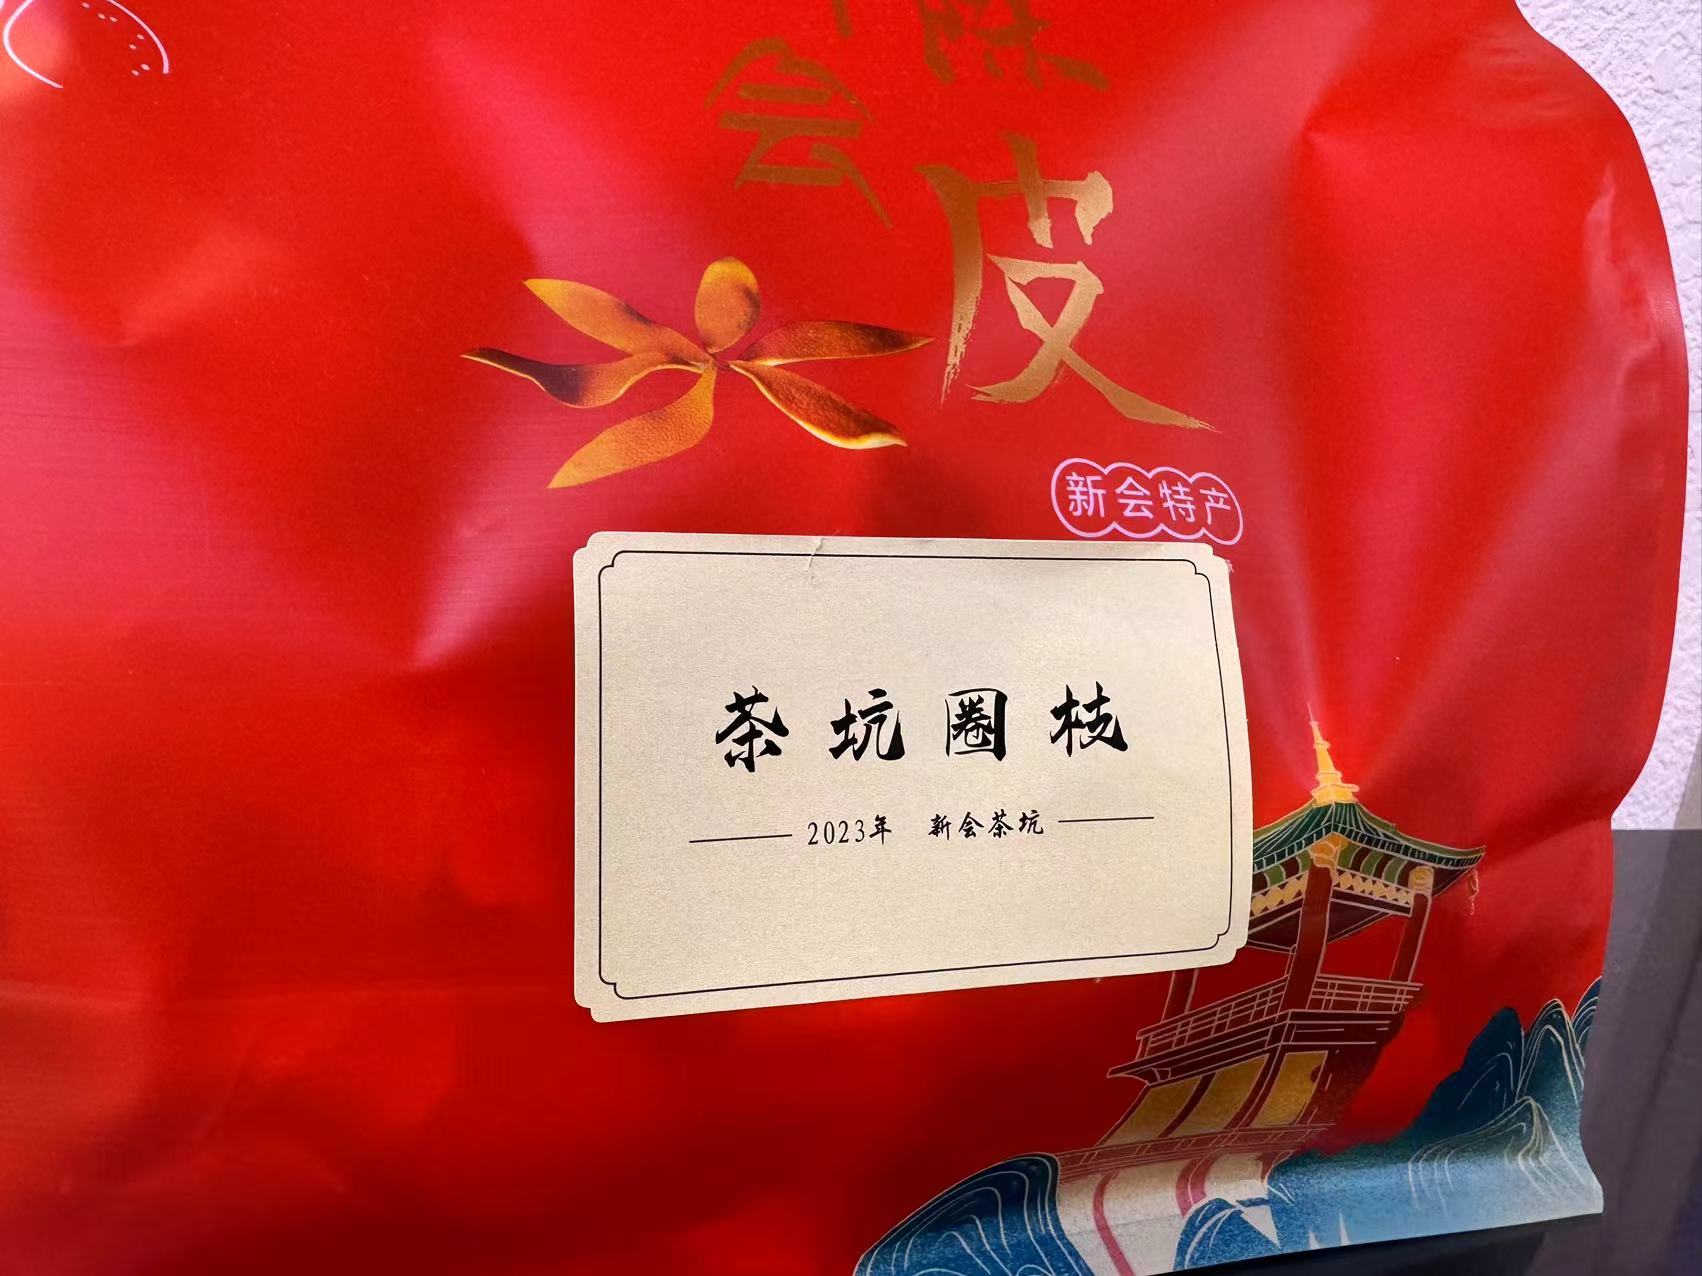 会
陈
皮
新会特产
茶坑圈枝
2023年 新会茶坑